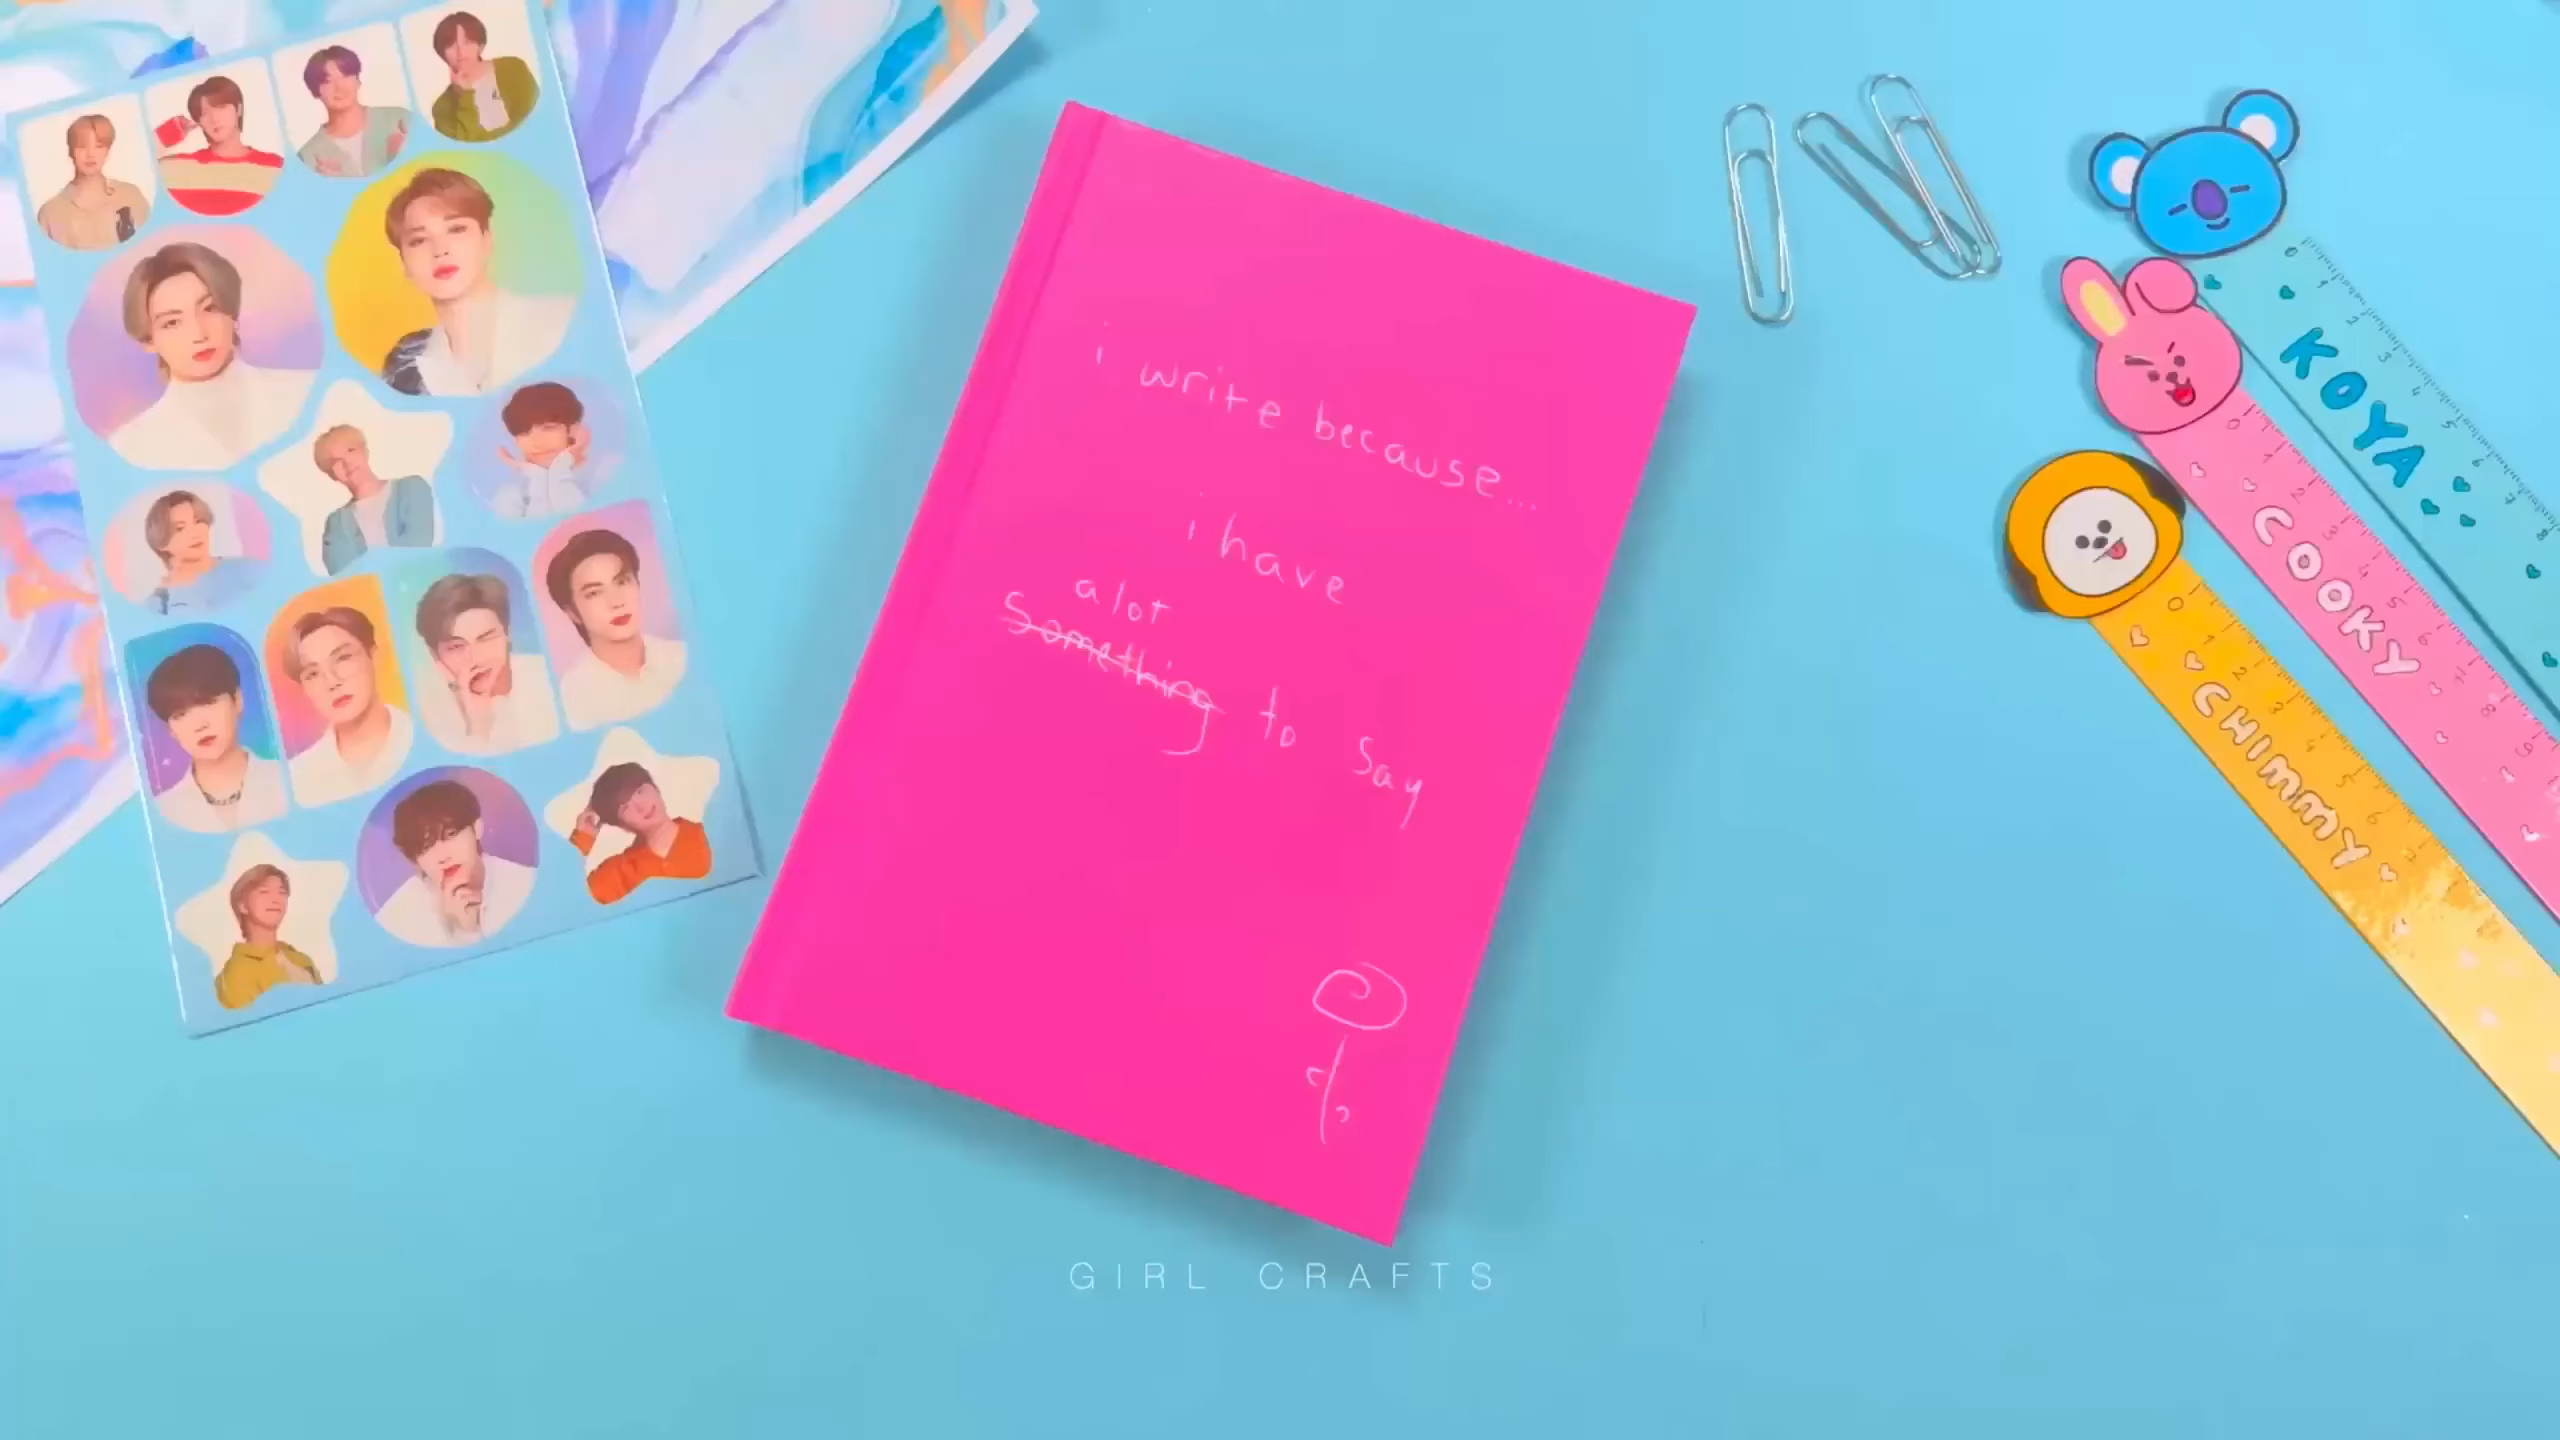 i write because...
i have
alot
something to say
KOYA
COOKY
CHIMMY
GIRL CRAFTS